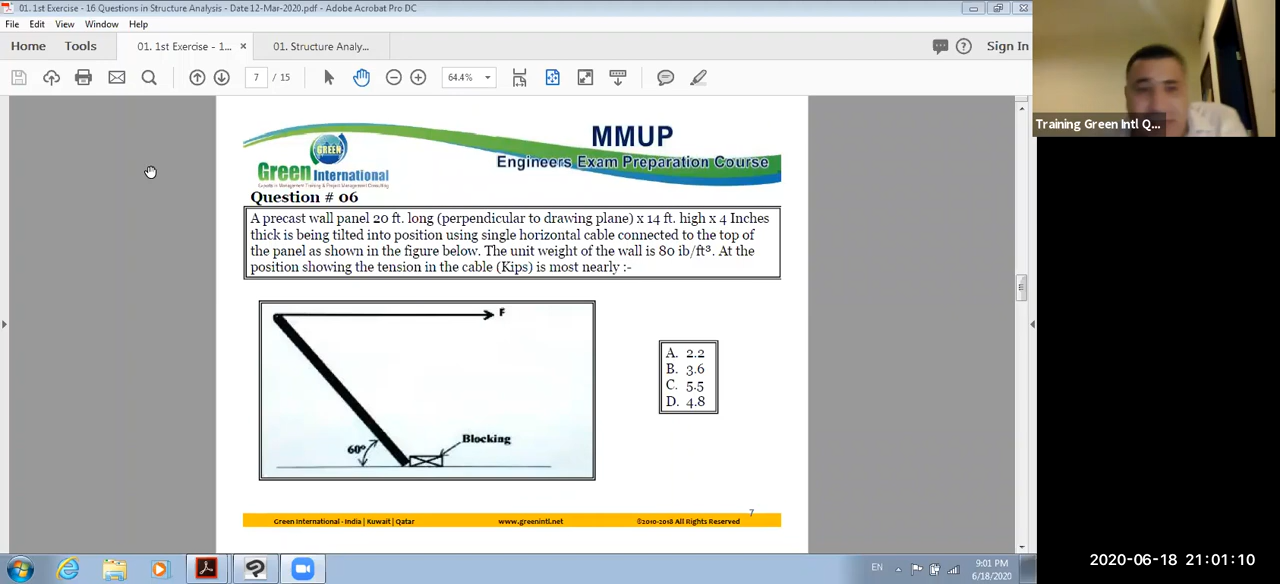 01. 1st Exercise - 16 Questions in Structure Analysis - Date 12-Mar-2020.pdf - Adobe Acrobat Pro DC
File Edit View Window Help
Home Tools 01. 1st Exercise - 1... × 01. Structure Analy... Sign In
7 / 15 64.4%
MMUP
Engineers Exam Preparation Course
GREEN
Green International
Question # 06
A precast wall panel 20 ft. long (perpendicular to drawing plane) x 14 ft. high x 4 Inches
thick is being tilted into position using single horizontal cable connected to the top of
the panel as shown in the figure below. The unit weight of the wall is 80 ib/ft³. At the
position showing the tension in the cable (Kips) is most nearly :-
F
60°
Blocking
A. 2.2
B. 3.6
C. 5.5
D. 4.8
7
Green International - India | Kuwait | Qatar www.greenintl.net ©2010-2018 All Rights Reserved
Training Green Intl Q...
EN 9:01 PM
6/18/2020
2020-06-18 21:01:10